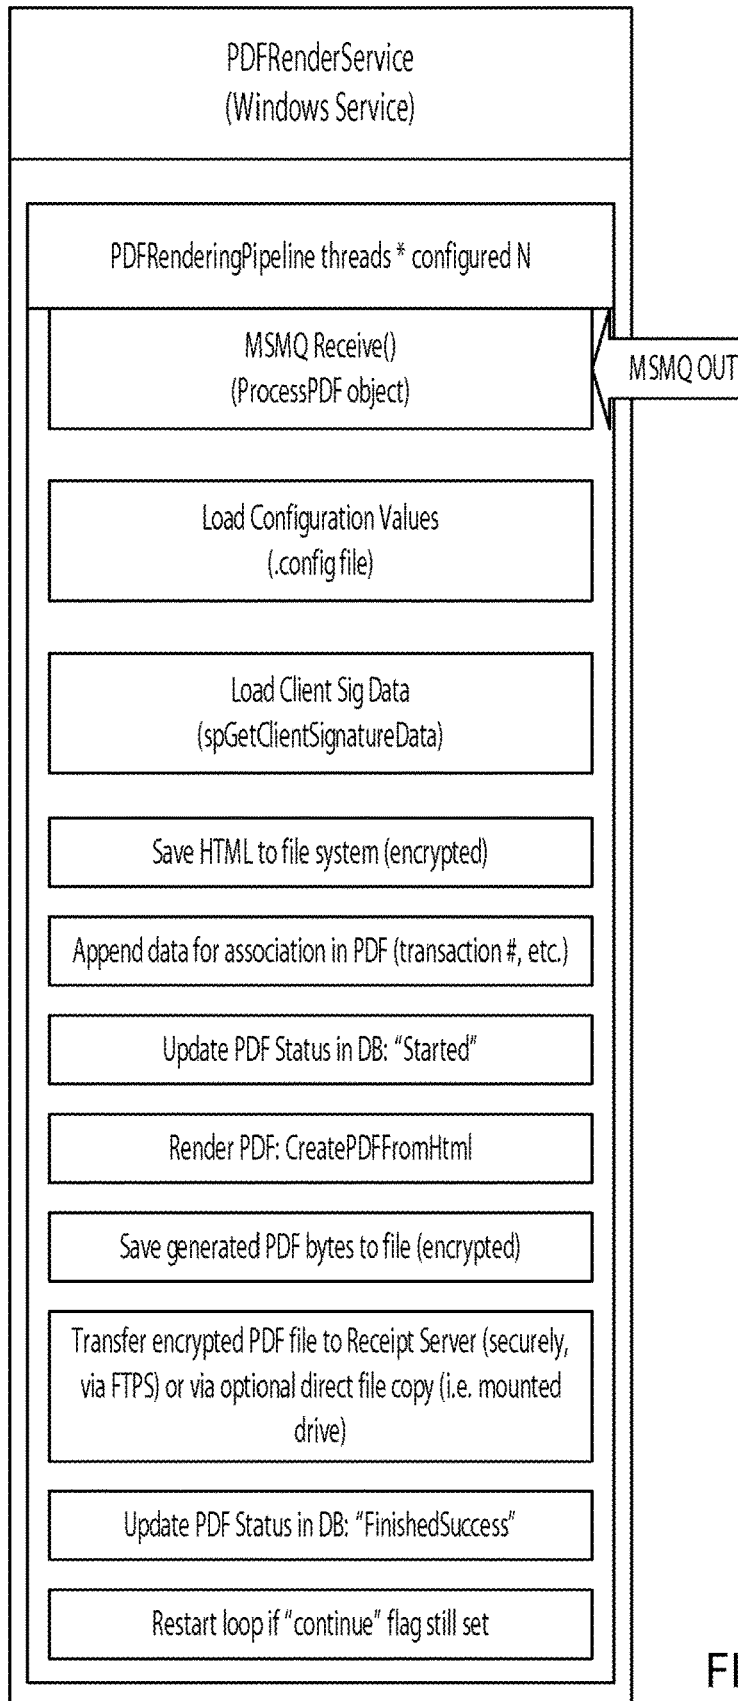 PDFRenderService
(Windows Service)
PDFRenderingPipeline threads * configured N
MSMQ Receive()
(ProcessPDF object)
MSMQ OUT
Load Configuration Values
(.config file)
Load Client Sig Data
(spGetClientSignatureData)
Save HTML to file system (encrypted)
Append data for association in PDF (transaction #, etc.)
Update PDF Status in DB: “Started”
Render PDF: CreatePDFFromHtml
Save generated PDF bytes to file (encrypted)
Transfer encrypted PDF file to Receipt Server (securely,
via FTPS) or via optional direct file copy (i.e. mounted
drive)
Update PDF Status in DB: “FinishedSuccess”
Restart loop if “continue” flag still set